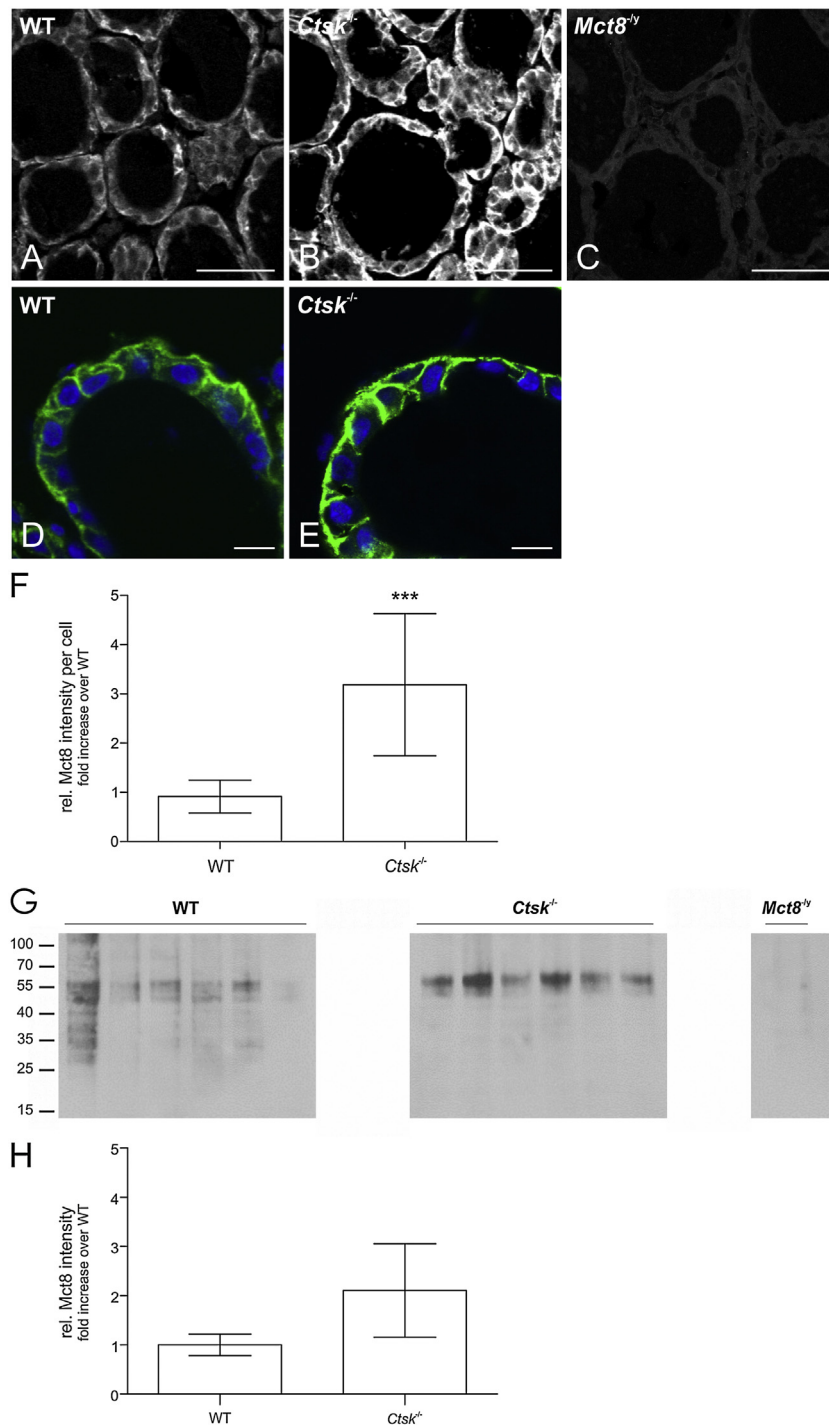 WT
Ctsk-/-
Mct8-/y
A
B
C
WT
Ctsk-/-
D
E
F
rel. Mct8 intensity per cell
fold increase over WT
5
4
3
2
1
0
***
WT
Ctsk-/-
G
WT
Ctsk-/-
Mct8-/y
100
70
55
40
35
25
15
H
rel. Mct8 intensity
fold increase over WT
5
4
3
2
1
0
WT
Ctsk-/-